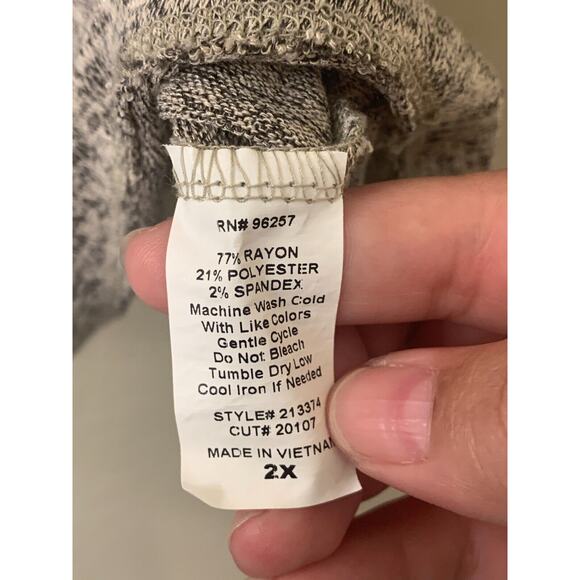 RN# 96257
77% RAYON
21% POLYESTER
2% SPANDEX
Machine Wash Cold
With Like Colors
Gentle Cycle
Do Not Bleach
Tumble Dry Low
Cool Iron If Needed
STYLE# 213374
CUT# 20107
MADE IN VIETNAM
2X